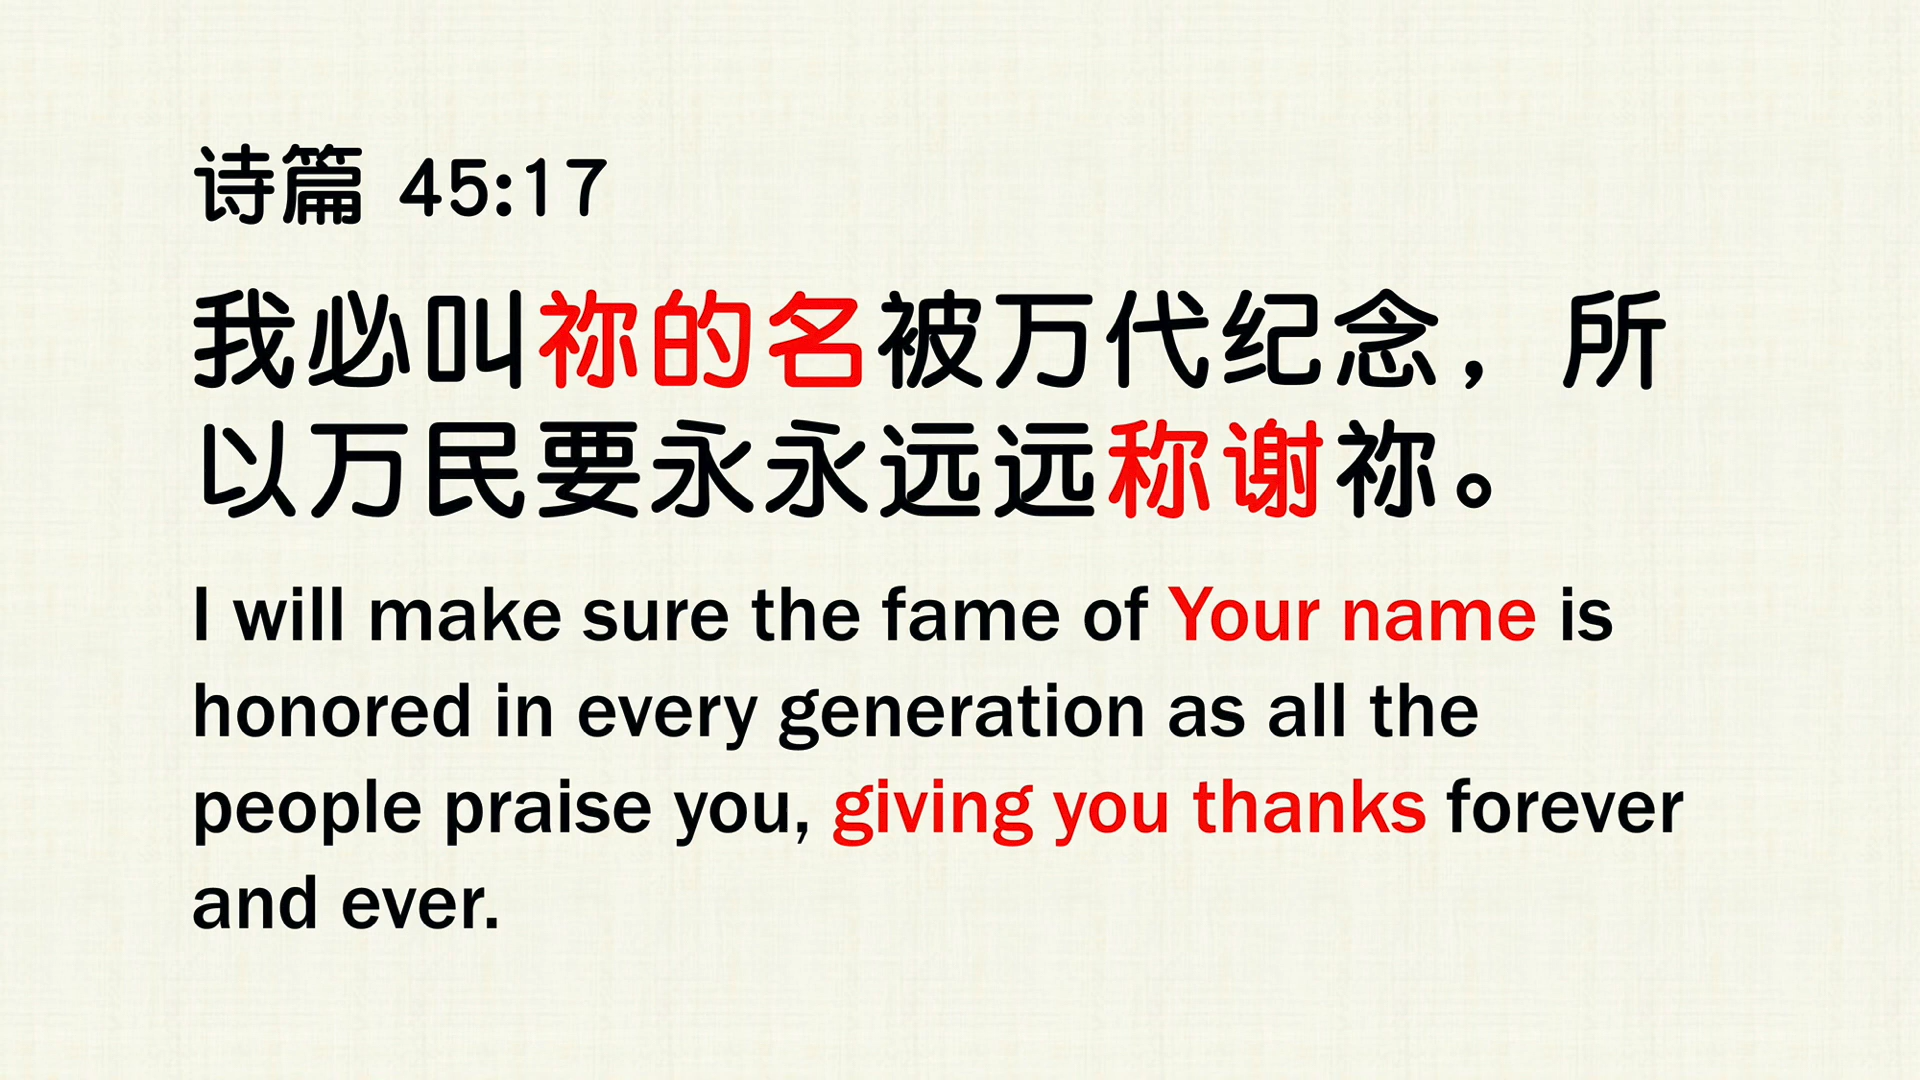 诗篇 45:17
我必叫祢的名被万代纪念，所
以万民要永永远远称谢祢。
I will make sure the fame of Your name is
honored in every generation as all the
people praise you, giving you thanks forever
and ever.